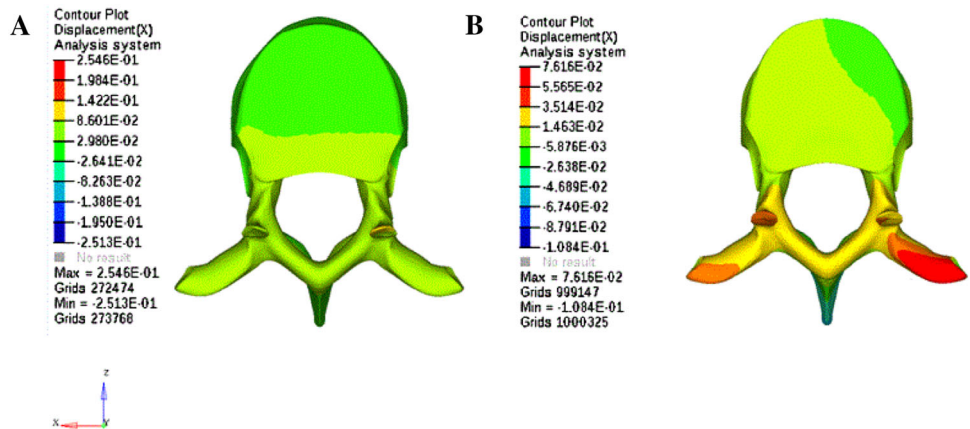 A
Contour Plot
Displacement(X)
Analysis system
2.546E-01
1.984E-01
1.422E-01
8.601E-02
2.980E-02
-2.641E-02
-8.263E-02
-1.388E-01
-1.950E-01
-2.513E-01
No result
Max = 2.546E-01
Grids 272474
Min = -2.513E-01
Grids 273768
B
Contour Plot
Displacement(X)
Analysis system
7.616E-02
5.565E-02
3.514E-02
1.463E-02
-5.876E-03
-2.638E-02
-4.689E-02
-6.740E-02
-8.791E-02
-1.084E-01
No result
Max = 7.616E-02
Grids 999147
Min = -1.084E-01
Grids 1000325
Z
X
Y